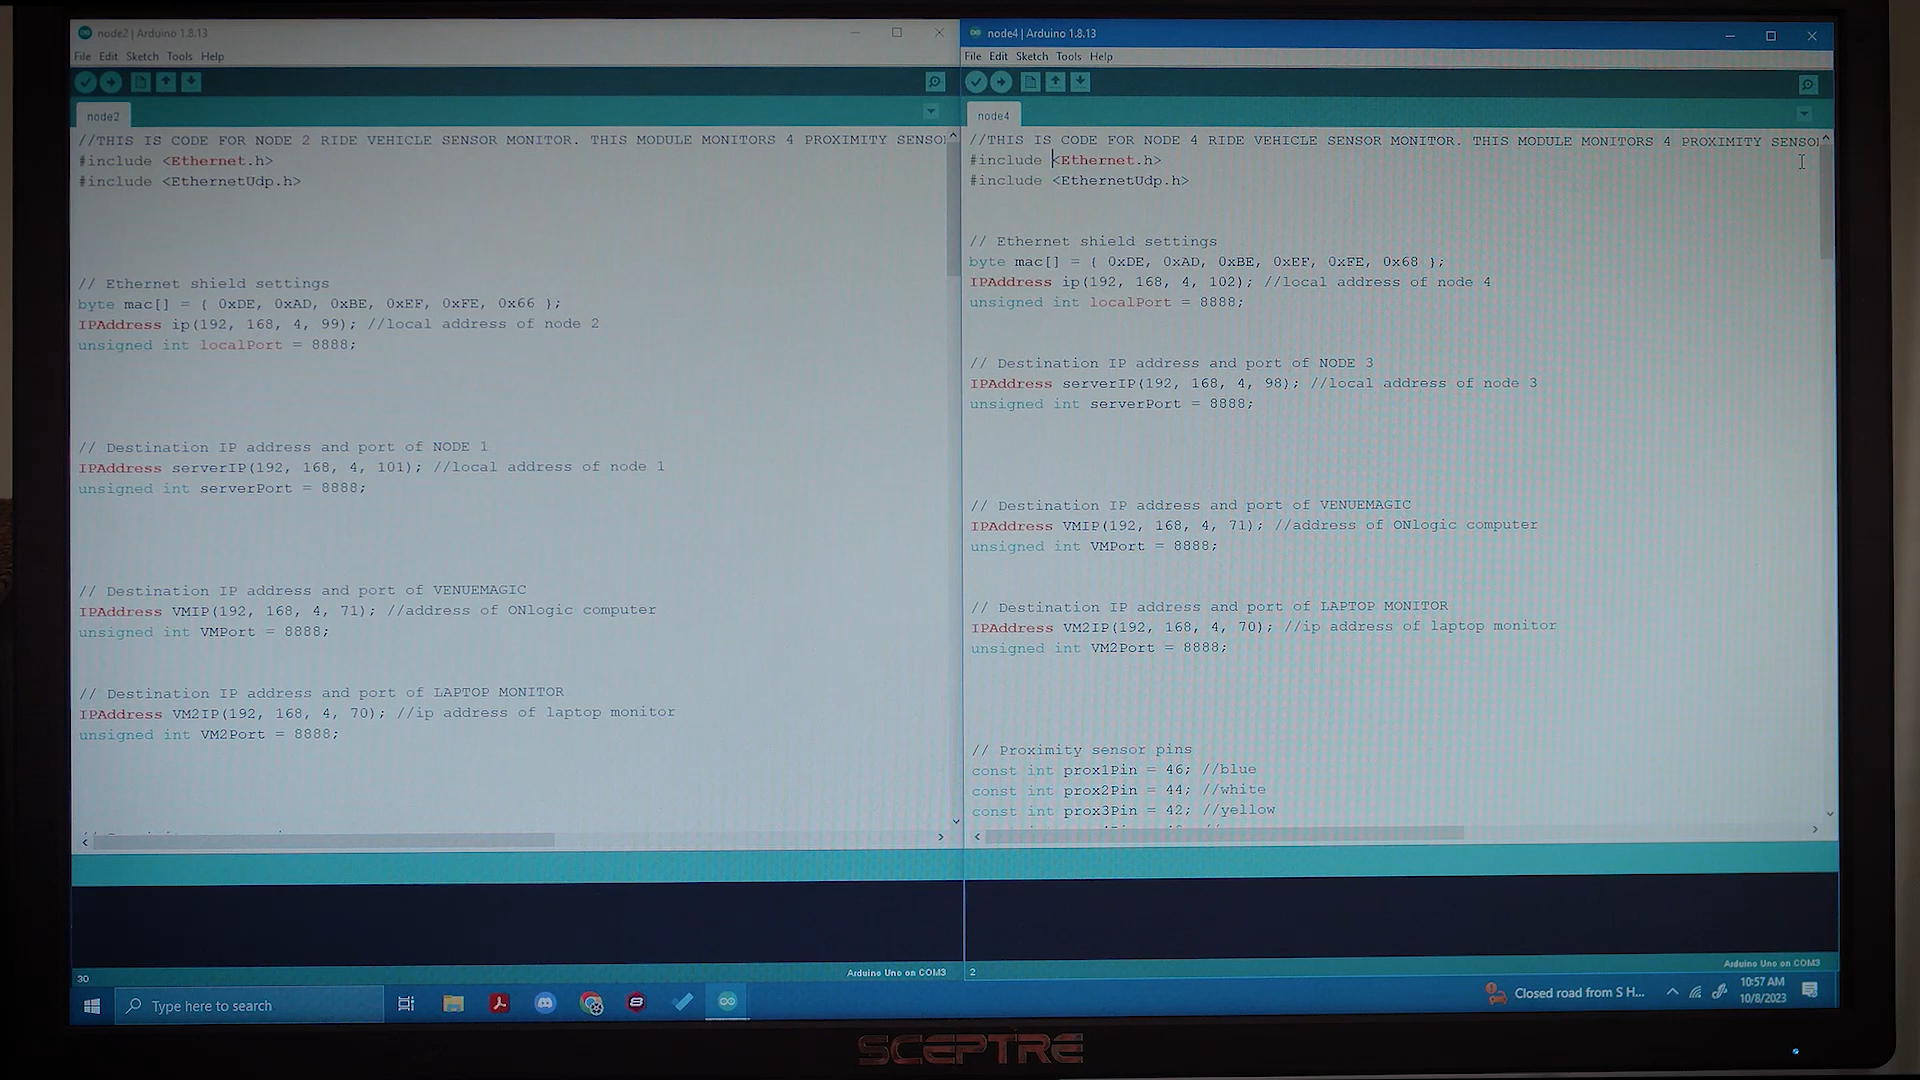 node2 | Arduino 1.8.13
File Edit Sketch Tools Help
node2
//THIS IS CODE FOR NODE 2 RIDE VEHICLE SENSOR MONITOR. THIS MODULE MONITORS 4 PROXIMITY SENSO
#include <Ethernet.h>
#include <EthernetUdp.h>
// Ethernet shield settings
byte mac[] = { 0xDE, 0xAD, 0xBE, 0xEF, 0xFE, 0x66 };
IPAddress ip(192, 168, 4, 99); //local address of node 2
unsigned int localPort = 8888;
// Destination IP address and port of NODE 1
IPAddress serverIP(192, 168, 4, 101); //local address of node 1
unsigned int serverPort = 8888;
// Destination IP address and port of VENUEMAGIC
IPAddress VMIP(192, 168, 4, 71); //address of ONlogic computer
unsigned int VMPort = 8888;
// Destination IP address and port of LAPTOP MONITOR
IPAddress VM2IP(192, 168, 4, 70); //ip address of laptop monitor
unsigned int VM2Port = 8888;
30
Arduino Uno on COM3
node4 | Arduino 1.8.13
File Edit Sketch Tools Help
node4
//THIS IS CODE FOR NODE 4 RIDE VEHICLE SENSOR MONITOR. THIS MODULE MONITORS 4 PROXIMITY SENSO
#include <Ethernet.h>
#include <EthernetUdp.h>
// Ethernet shield settings
byte mac[] = { 0xDE, 0xAD, 0xBE, 0xEF, 0xFE, 0x68 };
IPAddress ip(192, 168, 4, 102); //local address of node 4
unsigned int localPort = 8888;
// Destination IP address and port of NODE 3
IPAddress serverIP(192, 168, 4, 98); //local address of node 3
unsigned int serverPort = 8888;
// Destination IP address and port of VENUEMAGIC
IPAddress VMIP(192, 168, 4, 71); //address of ONlogic computer
unsigned int VMPort = 8888;
// Destination IP address and port of LAPTOP MONITOR
IPAddress VM2IP(192, 168, 4, 70); //ip address of laptop monitor
unsigned int VM2Port = 8888;
// Proximity sensor pins
const int prox1Pin = 46; //blue
const int prox2Pin = 44; //white
const int prox3Pin = 42; //yellow
2
Arduino Uno on COM3
Type here to search
Closed road from S H...
10:57 AM
10/8/2023
SCEPTRE